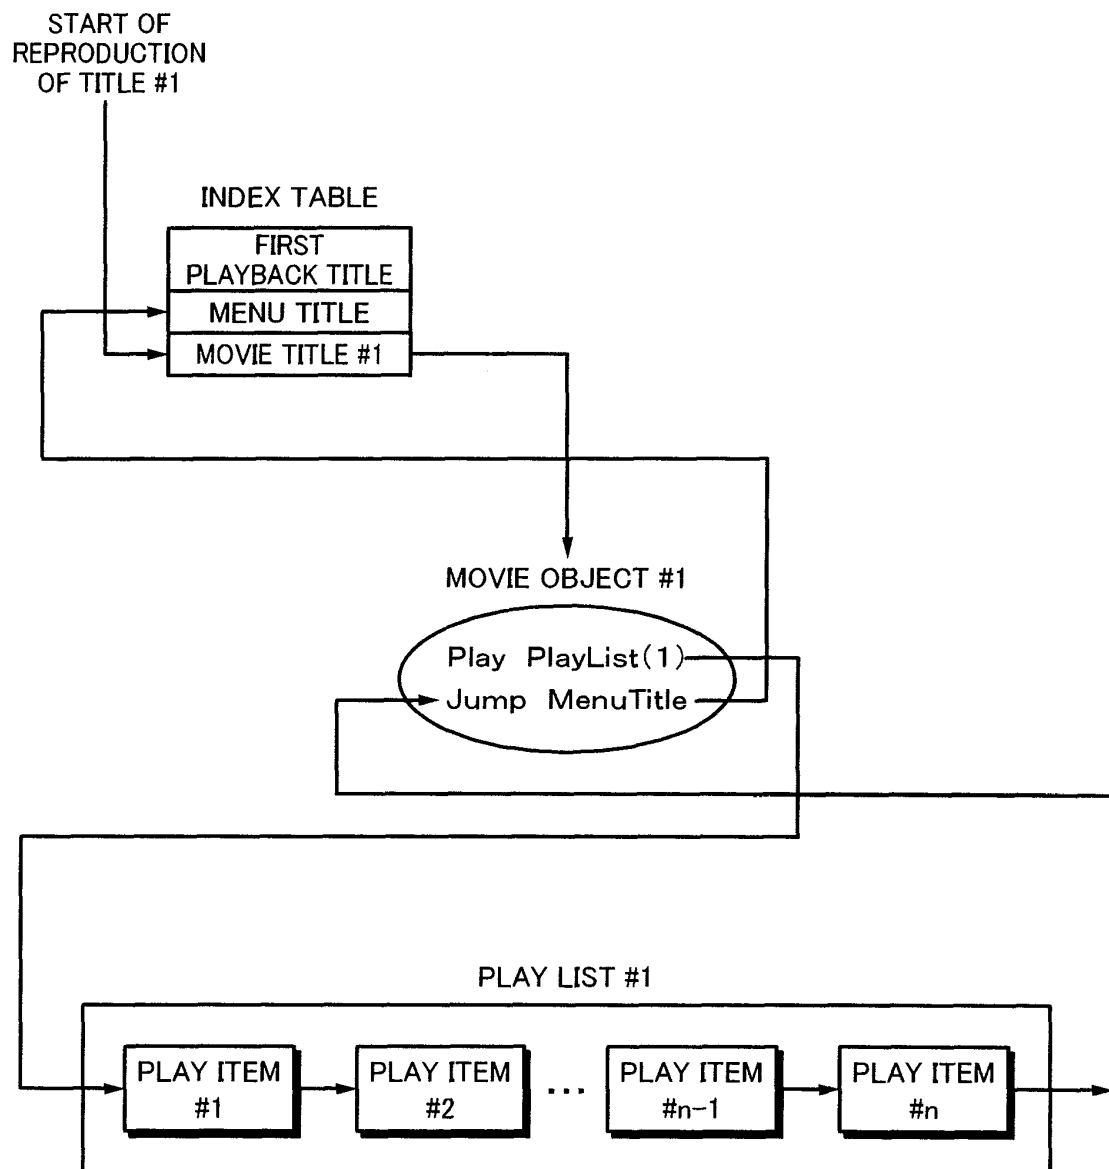 START OF
REPRODUCTION
OF TITLE #1
INDEX TABLE
FIRST
PLAYBACK TITLE
MENU TITLE
MOVIE TITLE #1
MOVIE OBJECT #1
Play PlayList(1)
Jump MenuTitle
PLAY LIST #1
PLAY ITEM
#1
PLAY ITEM
#2
...
PLAY ITEM
#n-1
PLAY ITEM
#n